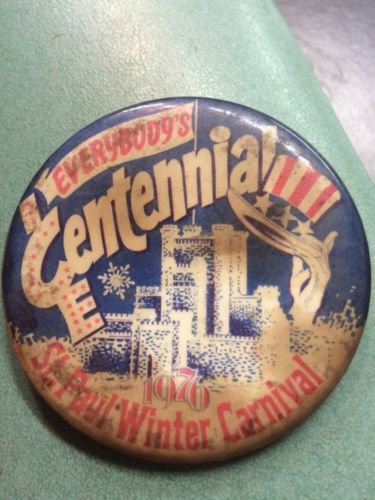 EVERYBODY'S
Centennial
1976
St. Paul Winter Carnival